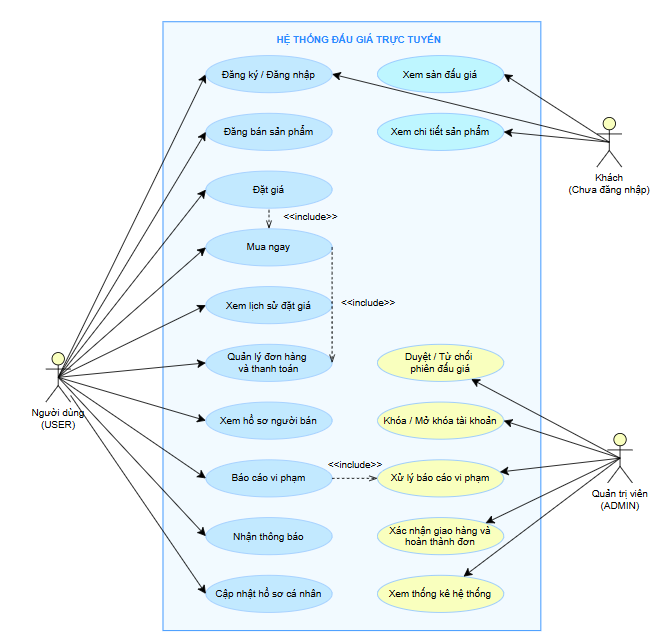 HỆ THỐNG ĐẤU GIÁ TRỰC TUYẾN
Đăng ký / Đăng nhập
Xem sàn đấu giá
Đăng bán sản phẩm
Xem chi tiết sản phẩm
Khách
(Chưa đăng nhập)
Đặt giá
<<include>>
Mua ngay
<<include>>
Xem lịch sử đặt giá
Quản lý đơn hàng
và thanh toán
Duyệt / Từ chối
phiên đấu giá
Người dùng
(USER)
Xem hồ sơ người bán
Khóa / Mở khóa tài khoản
<<include>>
Báo cáo vi phạm
Xử lý báo cáo vi phạm
Quản trị viên
(ADMIN)
Nhận thông báo
Xác nhận giao hàng và
hoàn thành đơn
Cập nhật hồ sơ cá nhân
Xem thống kê hệ thống